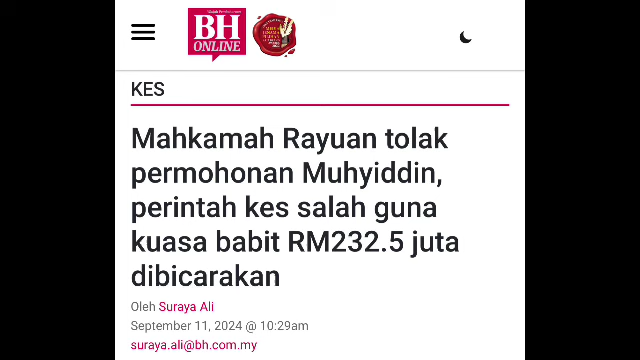 BH
ONLINE
KES
Mahkamah Rayuan tolak
permohonan Muhyiddin,
perintah kes salah guna
kuasa babit RM232.5 juta
dibicarakan
Oleh Suraya Ali
September 11, 2024 @ 10:29am
suraya.ali@bh.com.my